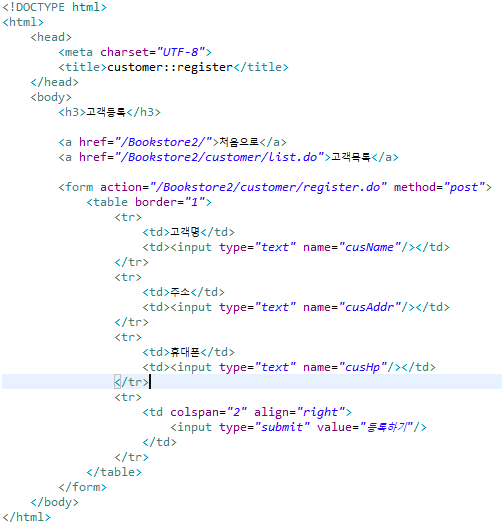 <!DOCTYPE html>
<html>
    <head>
        <meta charset="UTF-8">
        <title>customer::register</title>
    </head>
    <body>
        <h3>고객등록</h3>

        <a href="/Bookstore2/">처음으로</a>
        <a href="/Bookstore2/customer/list.do">고객목록</a>

        <form action="/Bookstore2/customer/register.do" method="post">
            <table border="1">
                <tr>
                    <td>고객명</td>
                    <td><input type="text" name="cusName"/></td>
                </tr>
                <tr>
                    <td>주소</td>
                    <td><input type="text" name="cusAddr"/></td>
                </tr>
                <tr>
                    <td>휴대폰</td>
                    <td><input type="text" name="cusHp"/></td>
                </tr>
                <tr>
                    <td colspan="2" align="right">
                        <input type="submit" value="등록하기"/>
                    </td>
                </tr>
            </table>
        </form>
    </body>
</html>